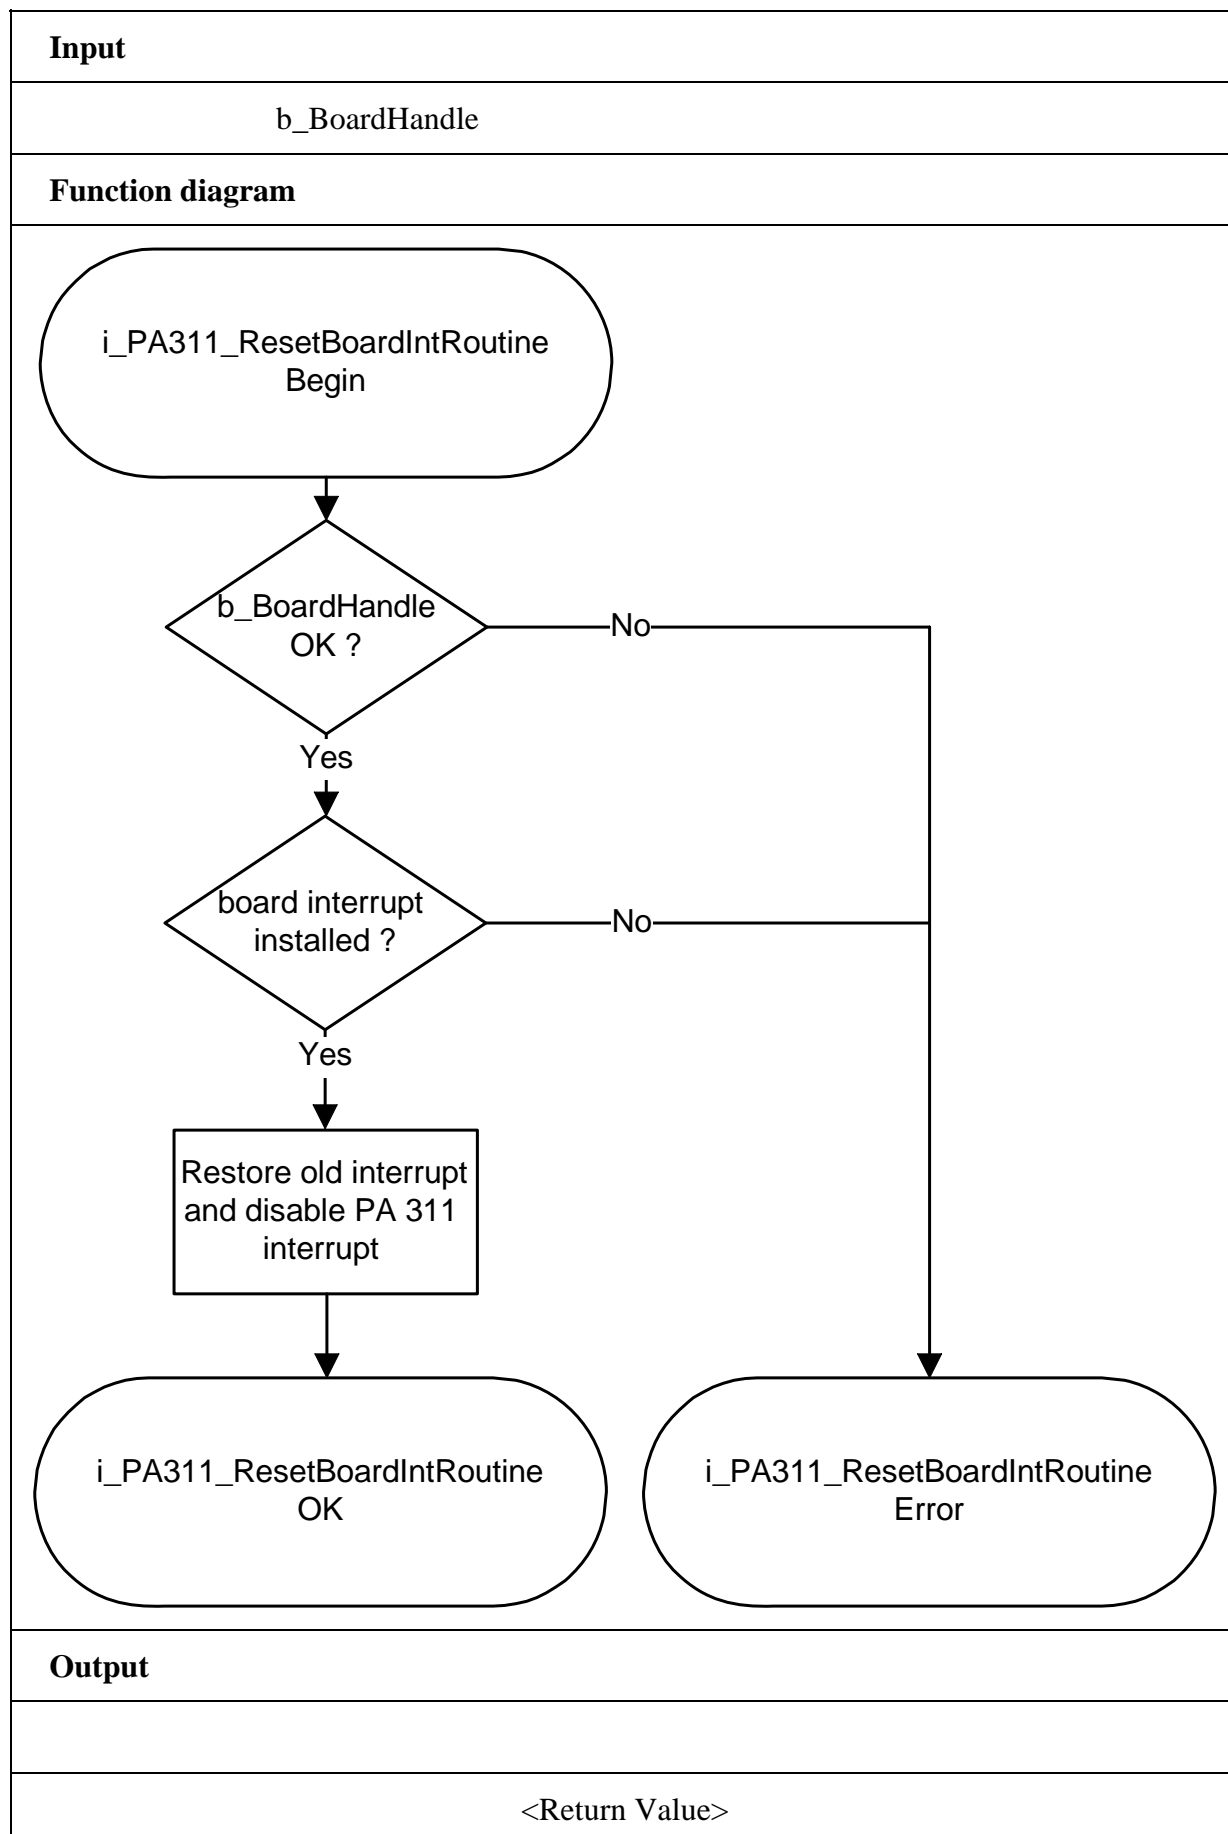 Input
b_BoardHandle
Function diagram
i_PA311_ResetBoardIntRoutine
Begin
b_BoardHandle
OK ?
No
Yes
board interrupt
installed ?
No
Yes
Restore old interrupt
and disable PA 311
interrupt
i_PA311_ResetBoardIntRoutine
OK
i_PA311_ResetBoardIntRoutine
Error
Output
<Return Value>